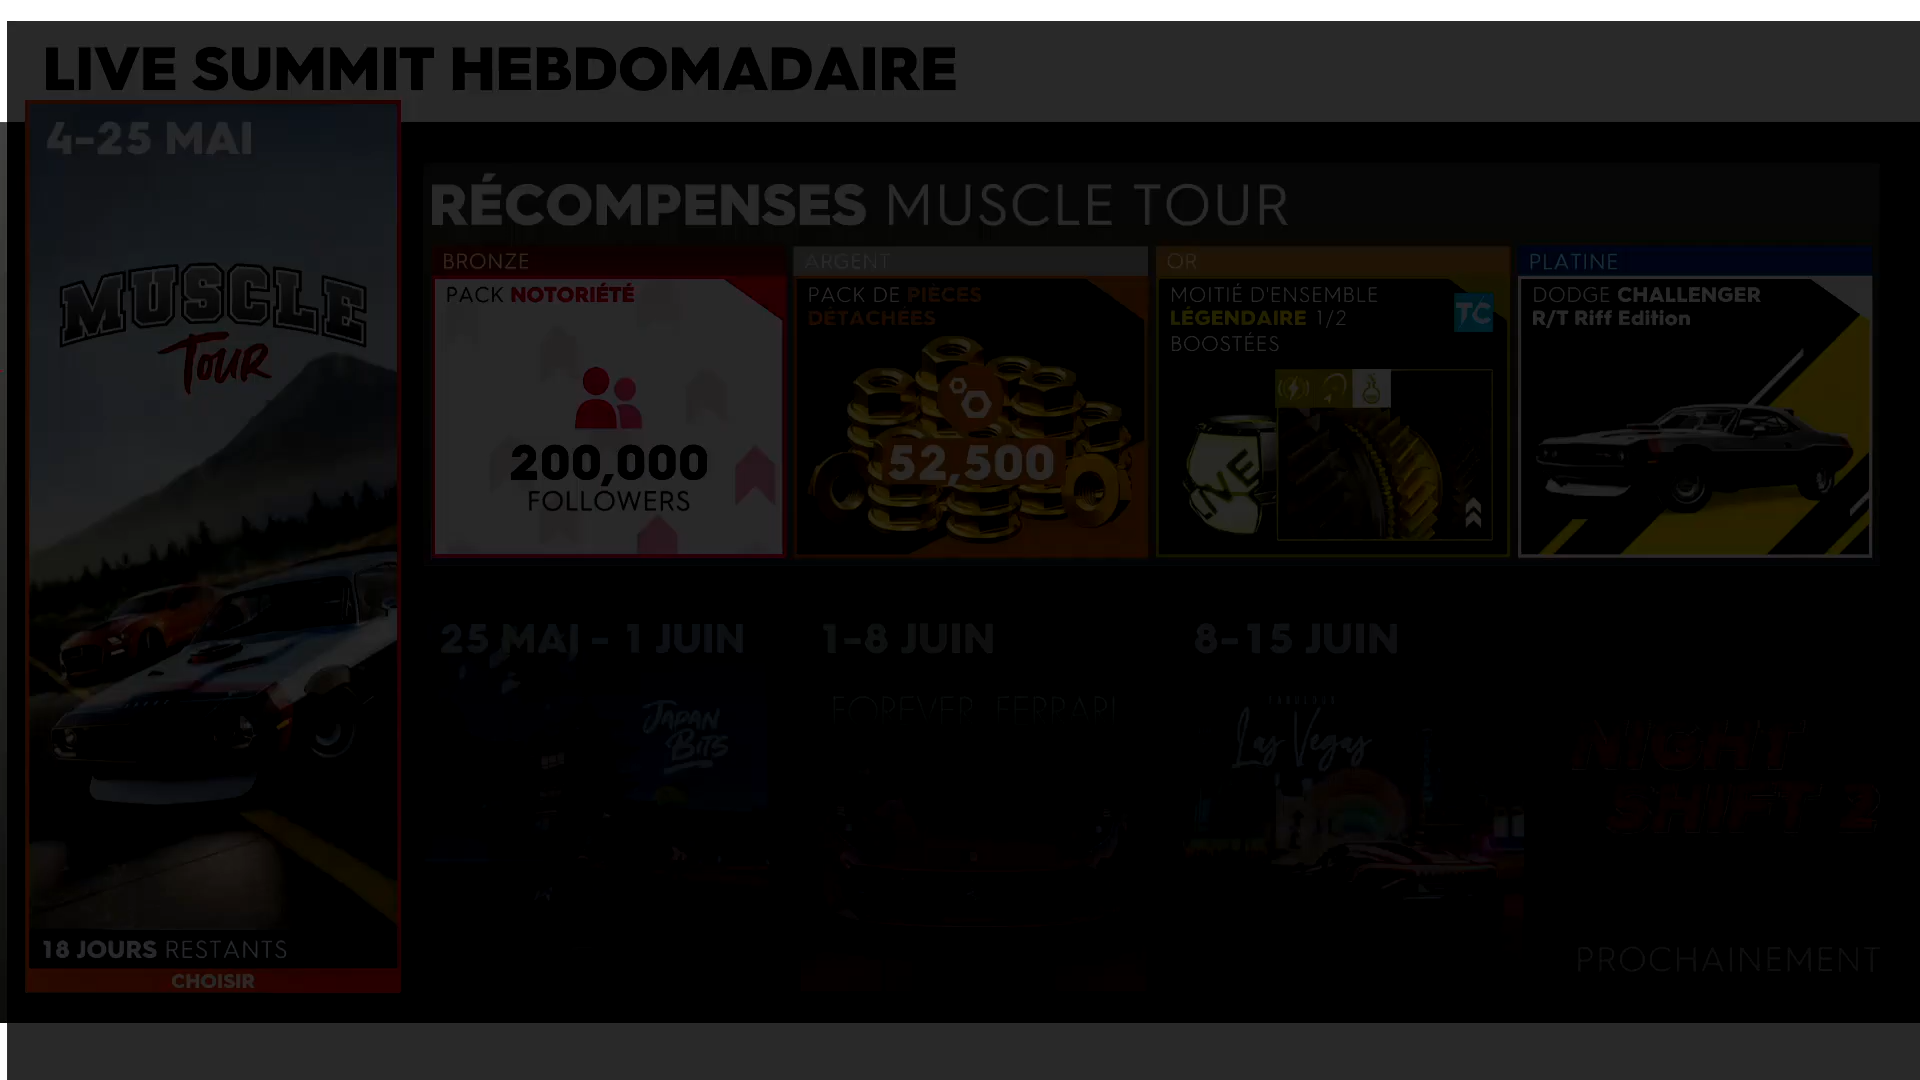 LIVE SUMMIT HEBDOMADAIRE
4-25 MAI
MUSCLE
TOUR
18 JOURS RESTANTS
CHOISIR
RÉCOMPENSES MUSCLE TOUR
BRONZE
PACK NOTORIÉTÉ
200,000
FOLLOWERS
ARGENT
PACK DE PIÈCES
DÉTACHÉES
52,500
OR
MOITIÉ D'ENSEMBLE
LÉGENDAIRE 1/2
BOOSTÉES
TC
LIVE
PLATINE
DODGE CHALLENGER
R/T Riff Edition
25 MAI - 1 JUIN
JAPAN
BITS
1-8 JUIN
FOREVER FERRARI
8-15 JUIN
FABULOUS
Las Vegas
NIGHT
SHIFT 2
PROCHAINEMENT